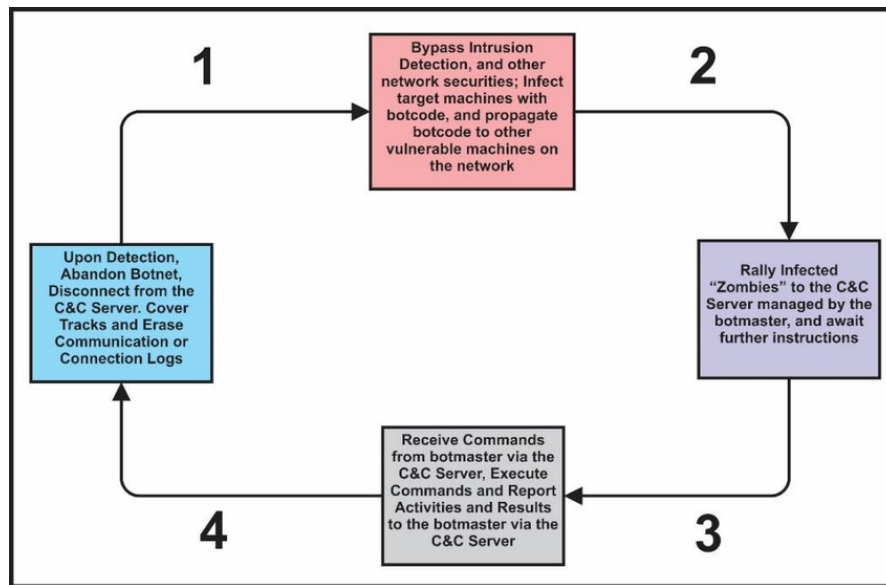 1
Bypass Intrusion
Detection, and other
network securities; Infect
target machines with
botcode, and propagate
botcode to other
vulnerable machines on
the network
2
Rally Infected
“Zombies” to the C&C
Server managed by the
botmaster, and await
further instructions
3
Receive Commands
from botmaster via the
C&C Server, Execute
Commands and Report
Activities and Results
to the botmaster via the
C&C Server
4
Upon Detection,
Abandon Botnet,
Disconnect from the
C&C Server. Cover
Tracks and Erase
Communication or
Connection Logs